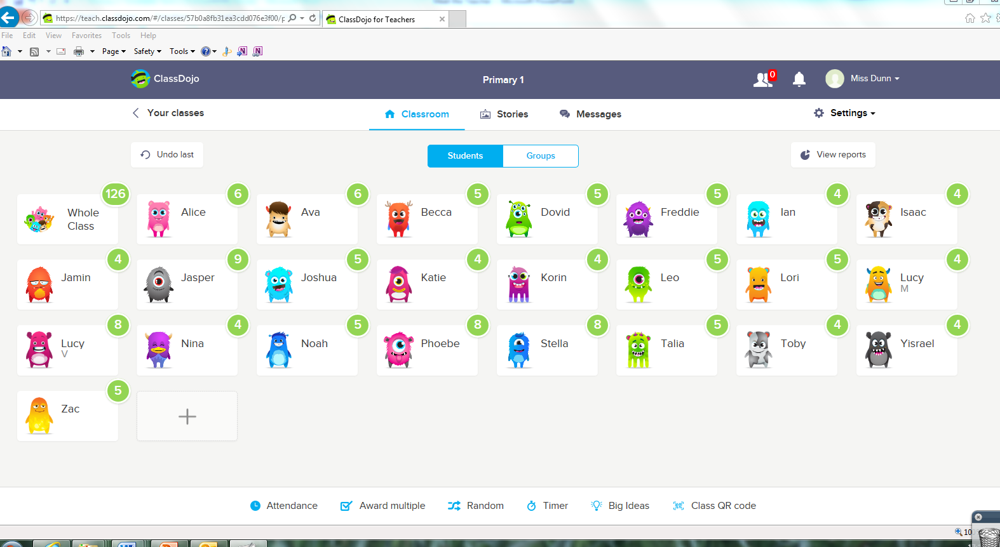 https://teach.classdojo.com/#/classes/57b0a8fb31ea3cdd076e3f00/p
ClassDojo for Teachers
File Edit View Favorites Tools Help
Page Safety Tools
ClassDojo
Primary 1
0
Miss Dunn
Your classes
Classroom
Stories
Messages
Settings
Undo last
Students
Groups
View reports
126 6 6 5 5 5 4 4
Whole Class Alice Ava Becca Dovid Freddie Ian Isaac
4 9 5 4 4 5 5 4
Jamin Jasper Joshua Katie Korin Leo Lori Lucy M
8 4 5 8 8 5 4 4
Lucy V Nina Noah Phoebe Stella Talia Toby Yisrael
5
Zac
Attendance Award multiple Random Timer Big Ideas Class QR code